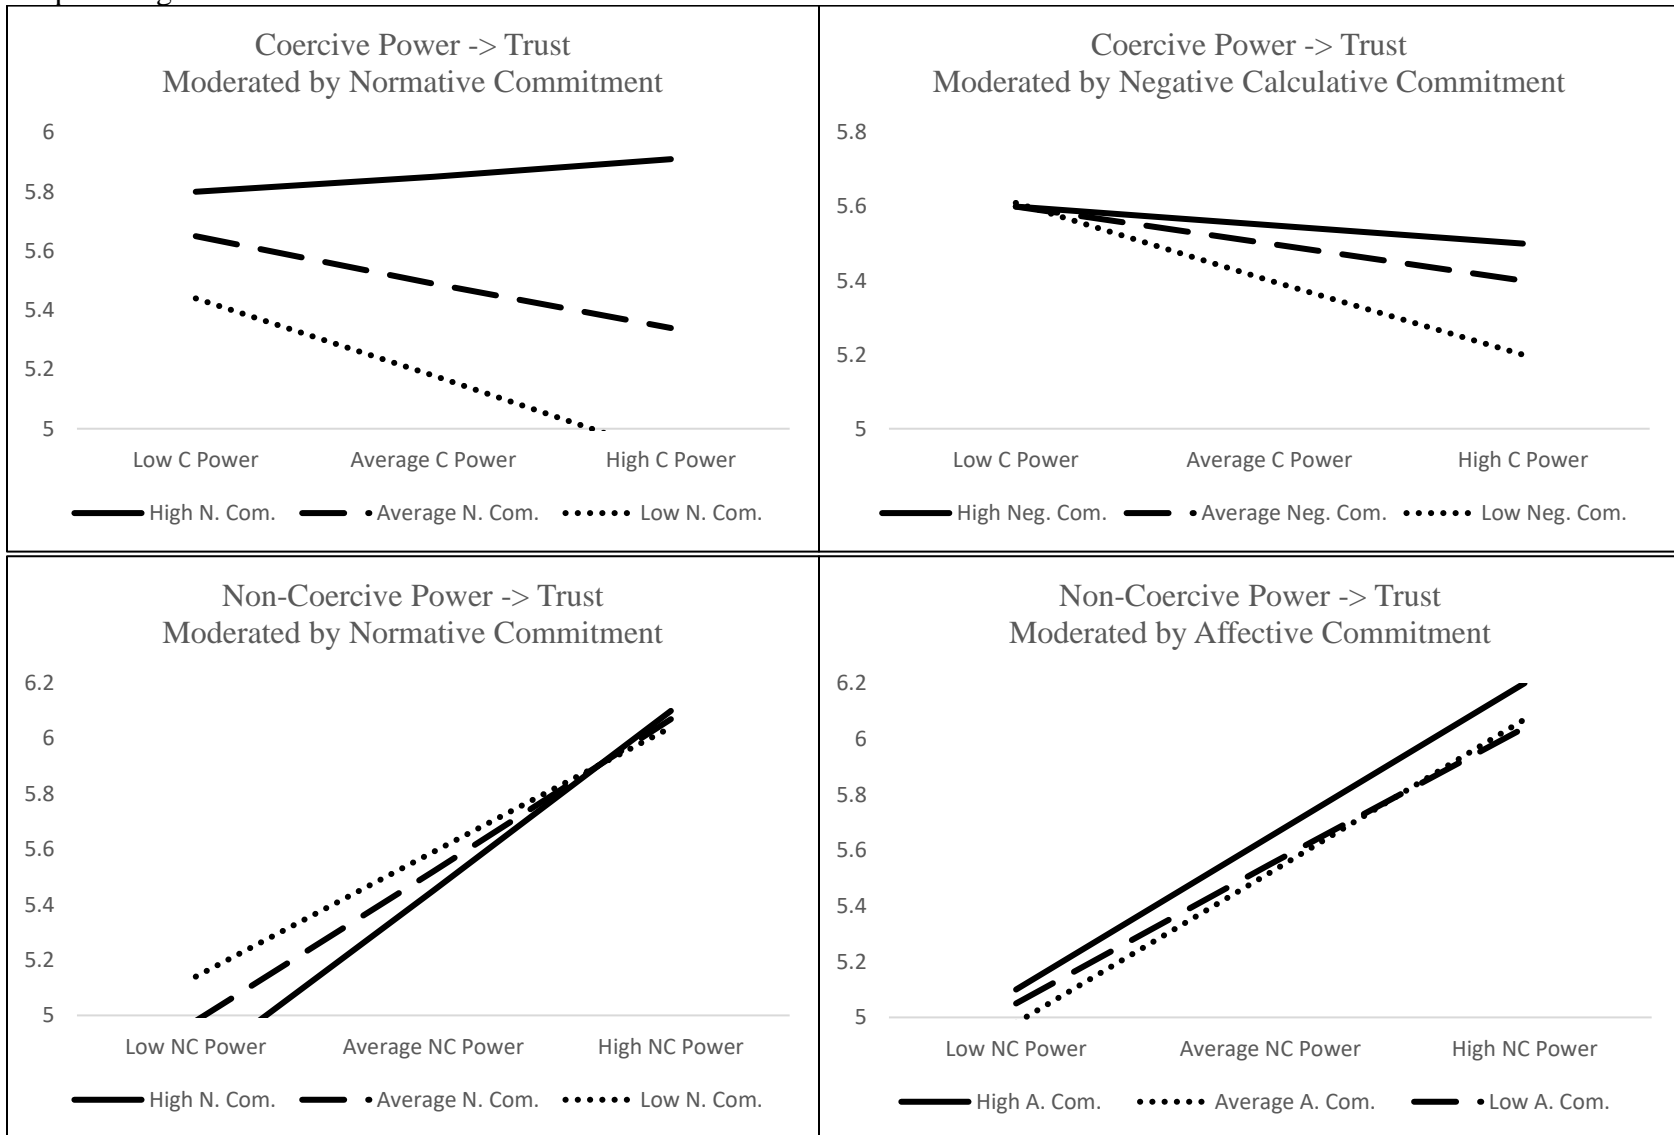 Coercive Power -> Trust
Moderated by Normative Commitment
6
5.8
5.6
5.4
5.2
5
Low C Power Average C Power High C Power
High N. Com. Average N. Com. Low N. Com.
Coercive Power -> Trust
Moderated by Negative Calculative Commitment
5.8
5.6
5.4
5.2
5
Low C Power Average C Power High C Power
High Neg. Com. Average Neg. Com. Low Neg. Com.
Non-Coercive Power -> Trust
Moderated by Normative Commitment
6.2
6
5.8
5.6
5.4
5.2
5
Low NC Power Average NC Power High NC Power
High N. Com. Average N. Com. Low N. Com.
Non-Coercive Power -> Trust
Moderated by Affective Commitment
6.2
6
5.8
5.6
5.4
5.2
5
Low NC Power Average NC Power High NC Power
High A. Com. Average A. Com. Low A. Com.